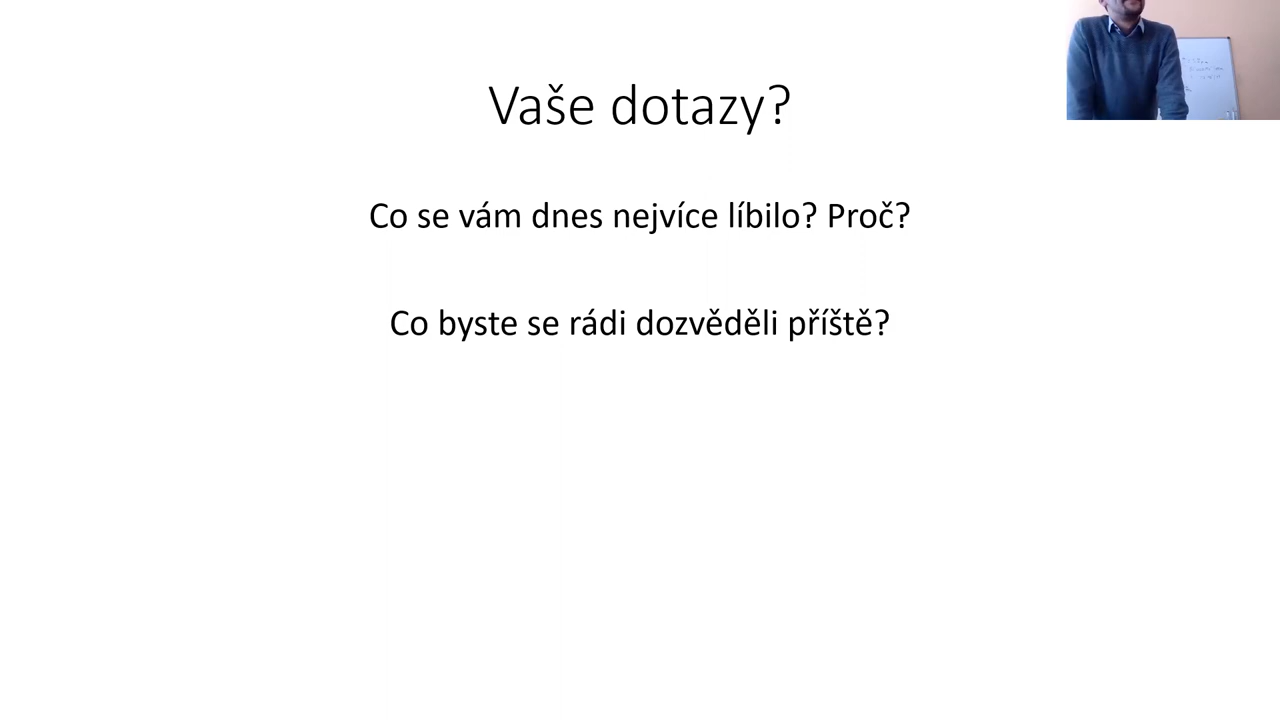 Vaše dotazy?
Co se vám dnes nejvíce líbilo? Proč?
Co byste se rádi dozvěděli příště?